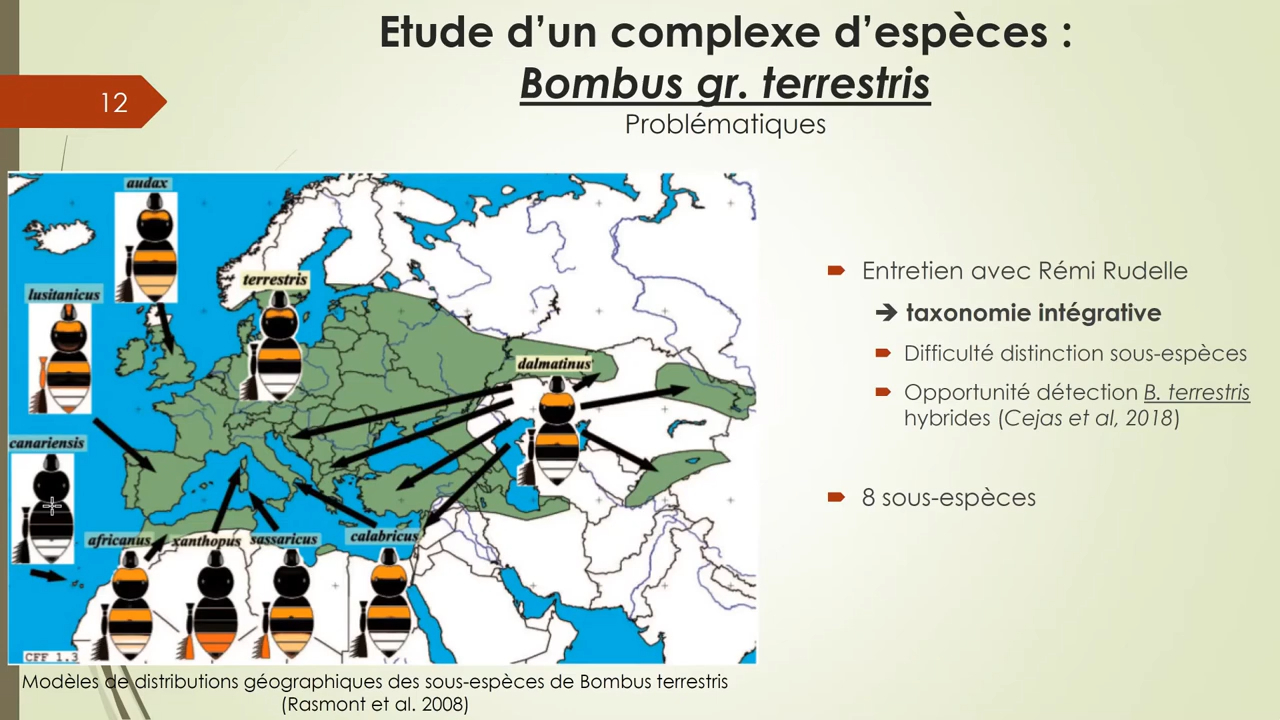 Etude d’un complexe d’espèces :
Bombus gr. terrestris
Problématiques
12
audax
terrestris
lusitanicus
dalmatinus
canariensis
africanus
xanthopus
sassaricus
calabricus
CFF 1.3
Modèles de distributions géographiques des sous-espèces de Bombus terrestris
(Rasmont et al. 2008)
Entretien avec Rémi Rudelle
➔ taxonomie intégrative
Difficulté distinction sous-espèces
Opportunité détection B. terrestris
hybrides (Cejas et al, 2018)
8 sous-espèces